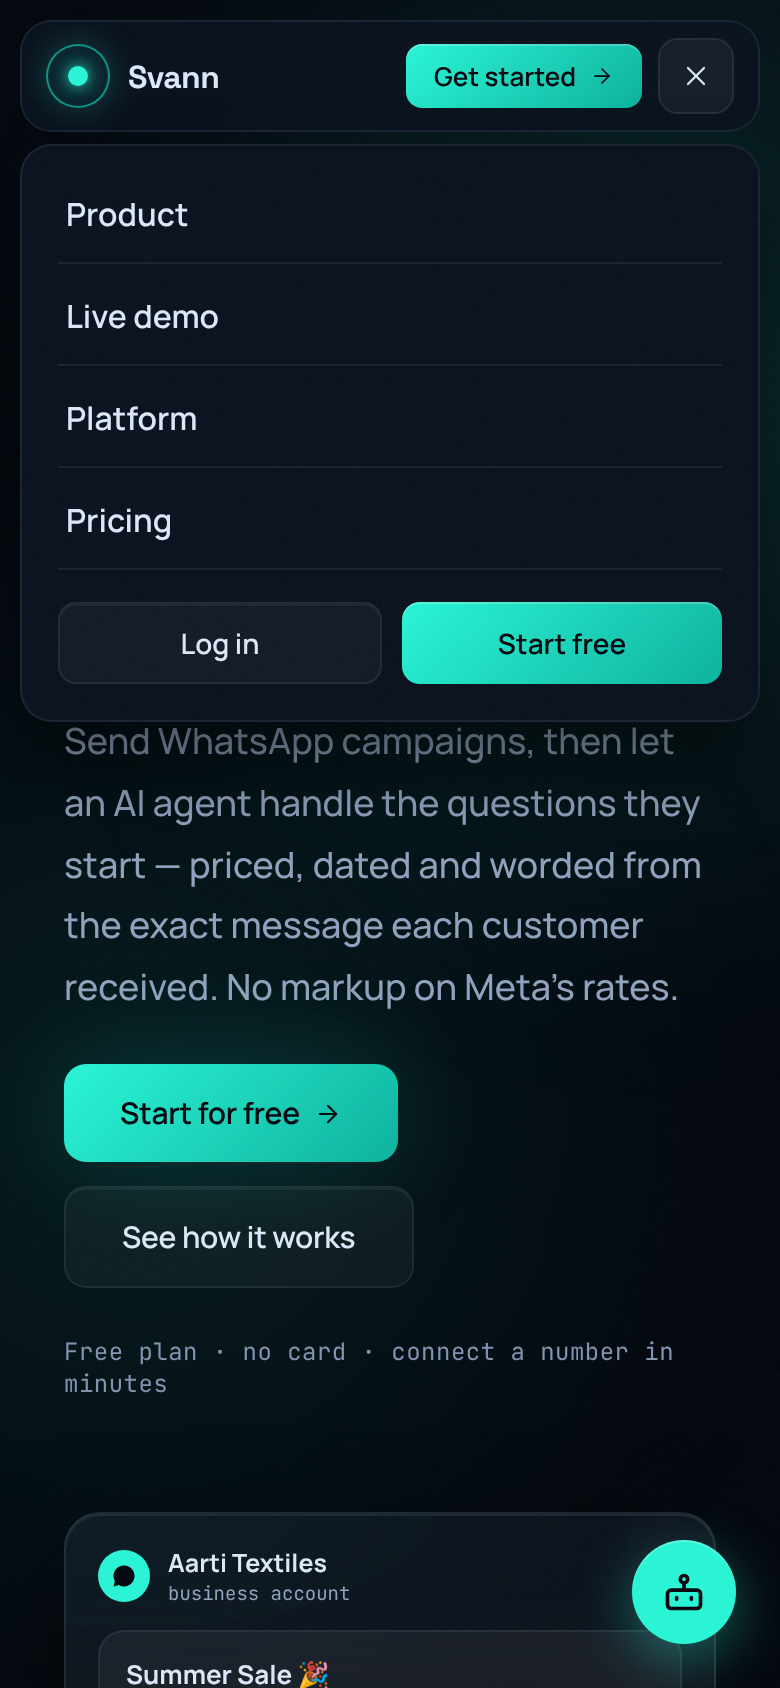 Svann
Get started →
Product
Live demo
Platform
Pricing
Log in
Start free
Send WhatsApp campaigns, then let
an AI agent handle the questions they
start — priced, dated and worded from
the exact message each customer
received. No markup on Meta’s rates.
Start for free →
See how it works
Free plan · no card · connect a number in
minutes
Aarti Textiles
business account
Summer Sale 🎉